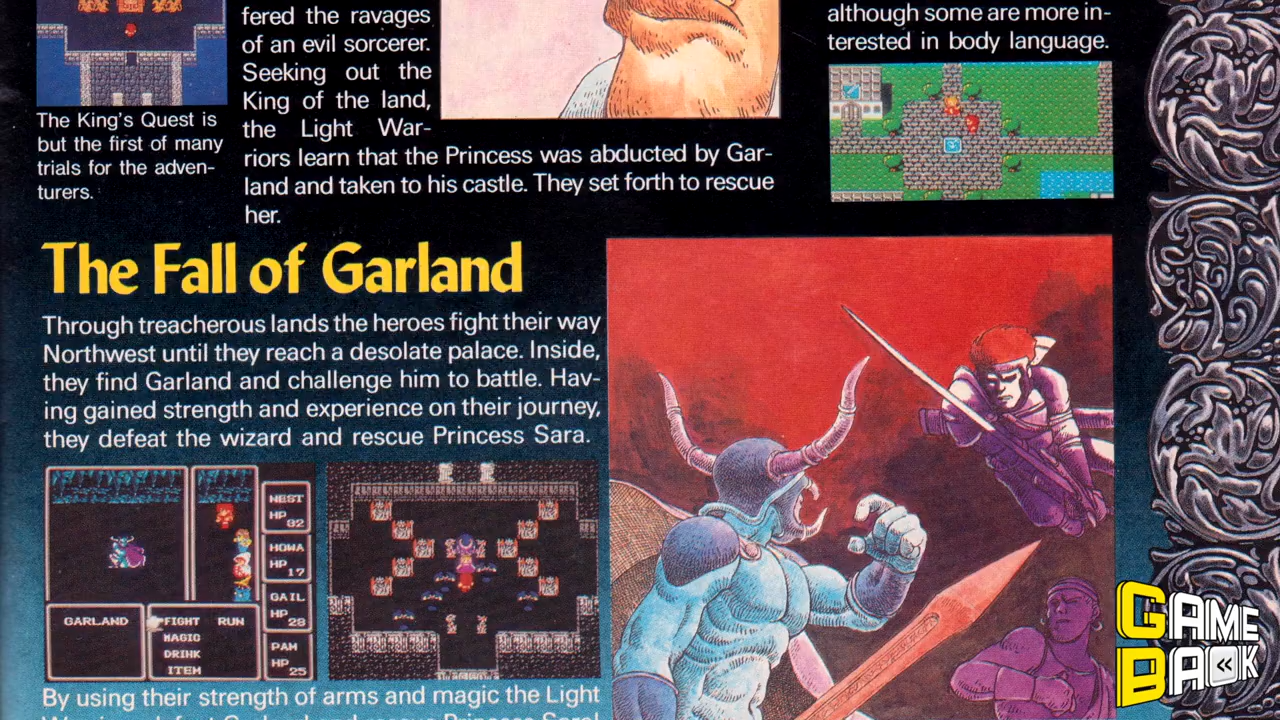 fered the ravages
of an evil sorcerer.
Seeking out the
King of the land,
the Light War-
riors learn that the Princess was abducted by Gar-
land and taken to his castle. They set forth to rescue
her.
The King's Quest is
but the first of many
trials for the adven-
turers.
although some are more in-
terested in body language.
The Fall of Garland
Through treacherous lands the heroes fight their way
Northwest until they reach a desolate palace. Inside,
they find Garland and challenge him to battle. Hav-
ing gained strength and experience on their journey,
they defeat the wizard and rescue Princess Sara.
NEST
HP
82
HOWA
HP
17
GAIL
HP
28
PAM
HP
25
GARLAND
FIGHT RUN
MAGIC
DRINK
ITEM
By using their strength of arms and magic the Light
GAME
BACK